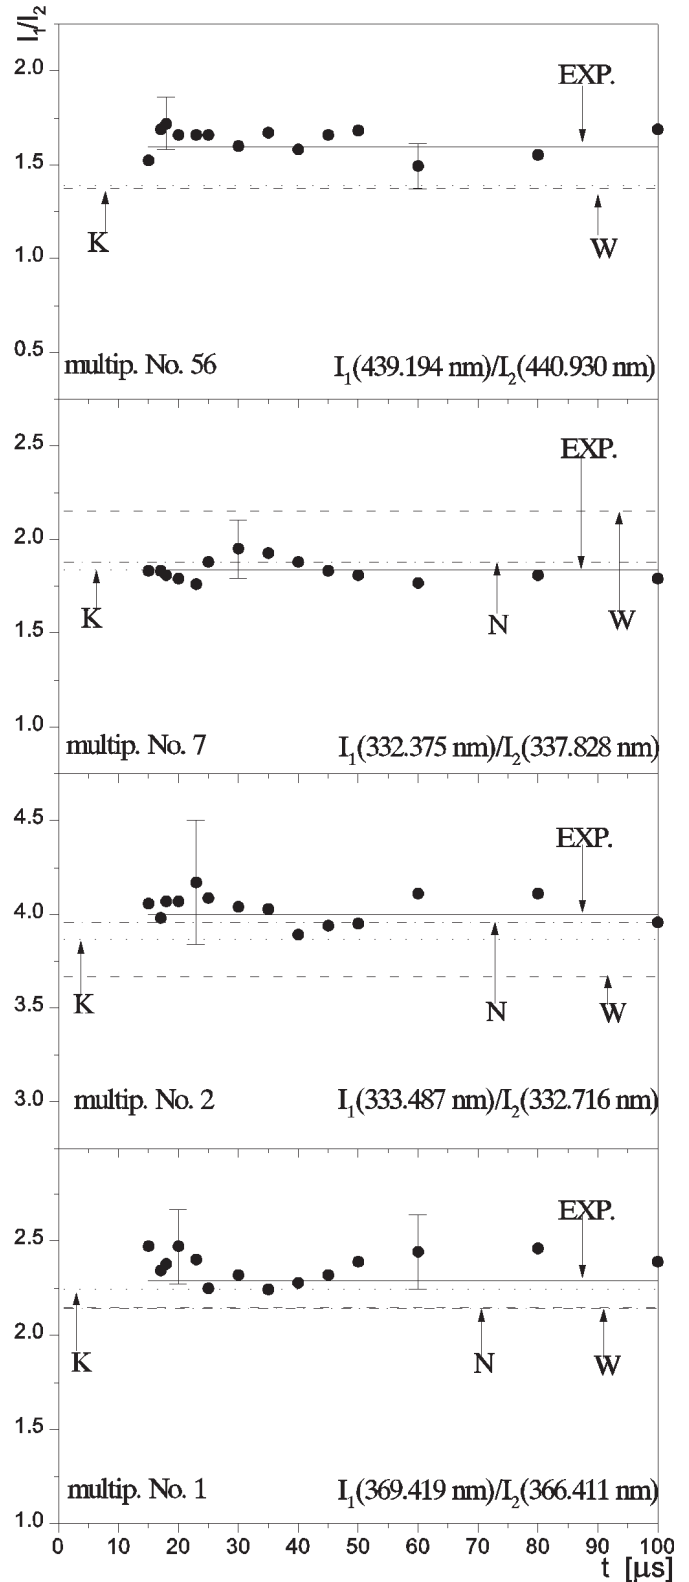 I₁/I₂
2.0
EXP.
1.5
K
W
1.0
0.5
multip. No. 56 I₁(439.194 nm)/I₂(440.930 nm)
2.5
EXP.
2.0
K
N
W
1.5
1.0
multip. No. 7 I₁(332.375 nm)/I₂(337.828 nm)
4.5
EXP.
4.0
K
N
W
3.5
3.0
multip. No. 2 I₁(333.487 nm)/I₂(332.716 nm)
2.5
EXP.
2.0
K
N
W
1.5
multip. No. 1 I₁(369.419 nm)/I₂(366.411 nm)
1.0
0 10 20 30 40 50 60 70 80 90 100
t [μs]